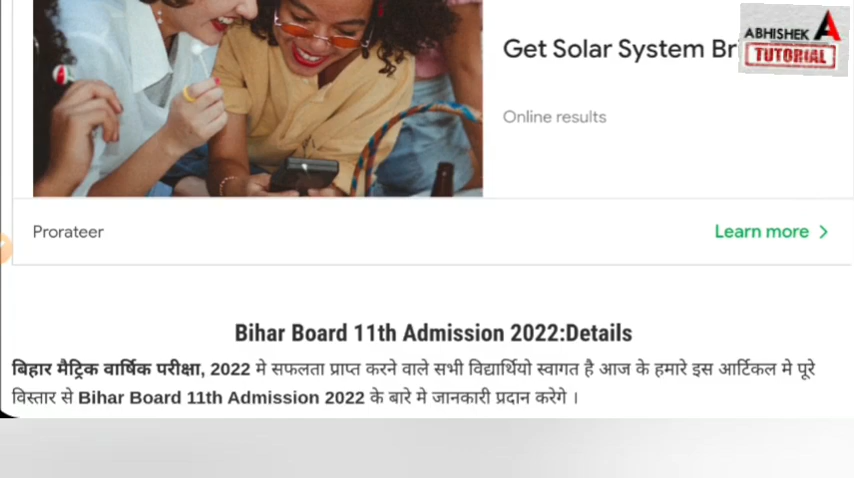 ABHISHEK A
TUTORIAL
Get Solar System
Online results
Prorateer
Learn more
Bihar Board 11th Admission 2022:Details
बिहार मैट्रिक वार्षिक परीक्षा, 2022 मे सफलता प्राप्त करने वाले सभी विद्यार्थियो स्वागत है आज के हमारे इस आर्टिकल मे पूरे
विस्तार से Bihar Board 11th Admission 2022 के बारे मे जानकारी प्रदान करेगे ।